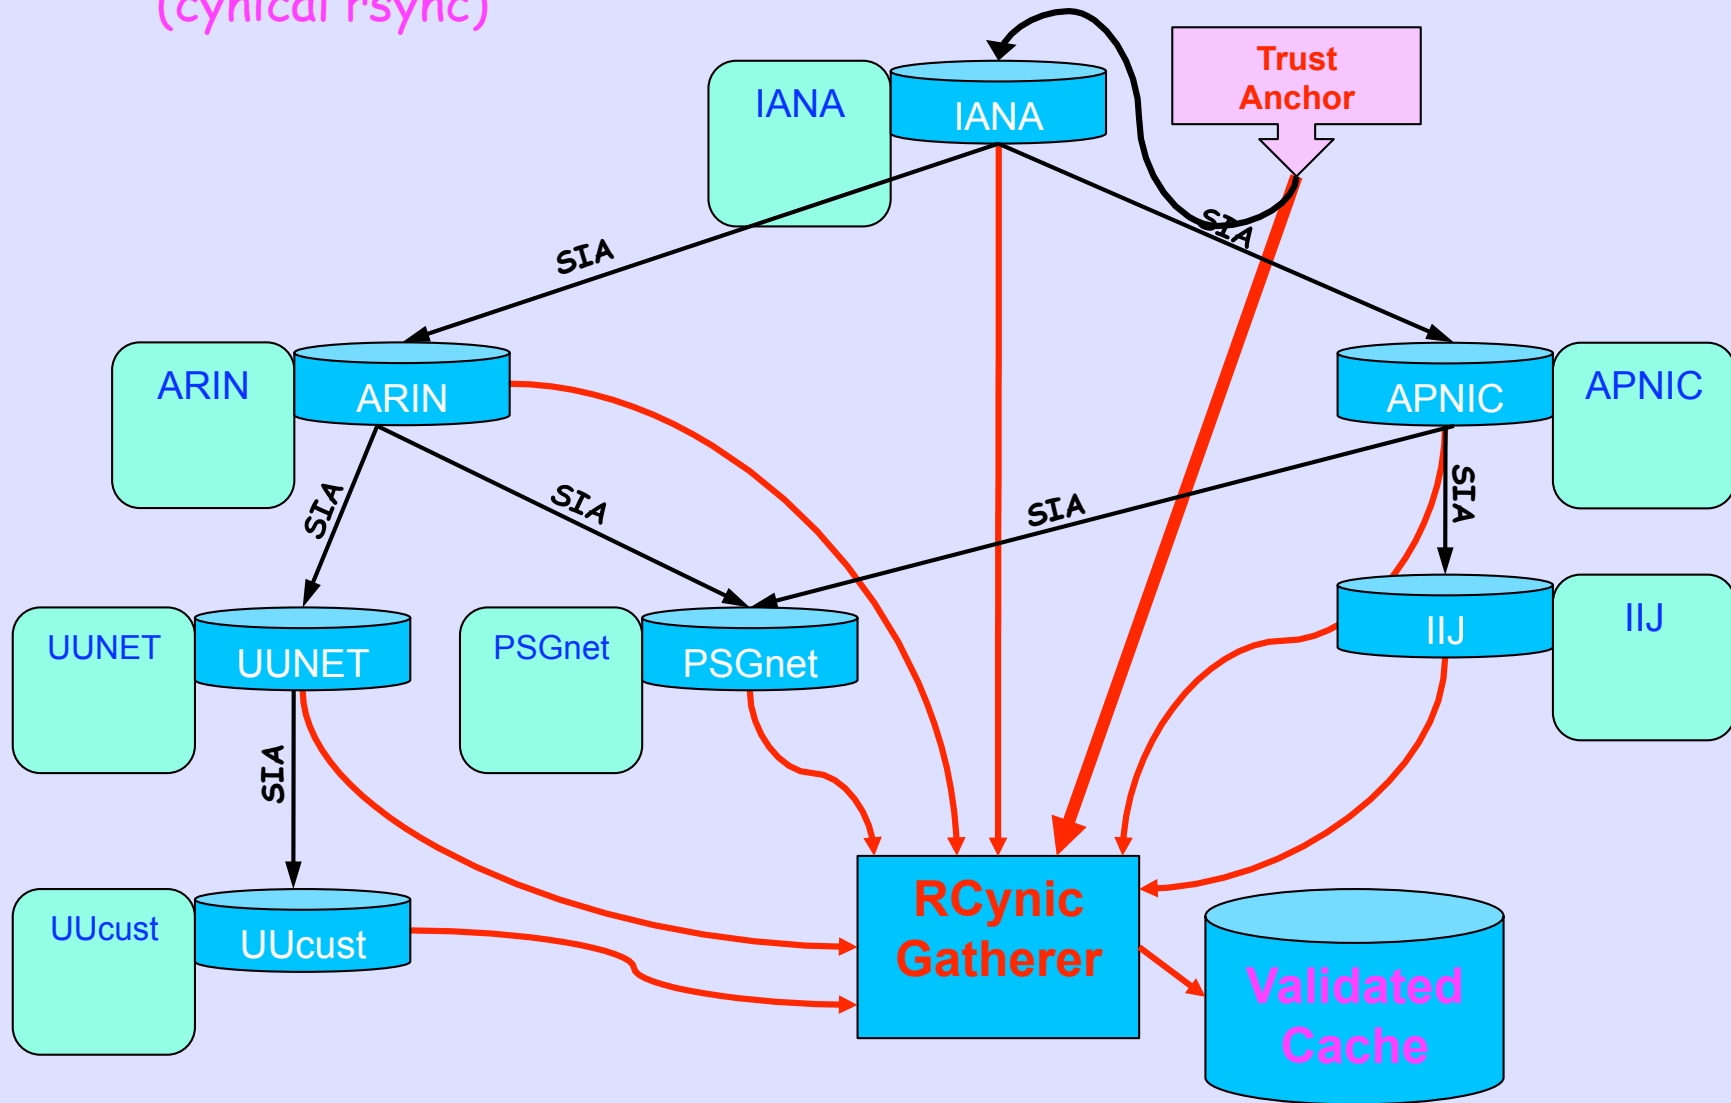 (cynical rsync)
Trust
Anchor
IANA
IANA
SIA
SIA
ARIN
ARIN
APNIC
APNIC
SIA
SIA
SIA
SIA
UUNET
UUNET
PSGnet
PSGnet
IIJ
IIJ
SIA
UUcust
UUcust
RCynic
Gatherer
Validated
Cache